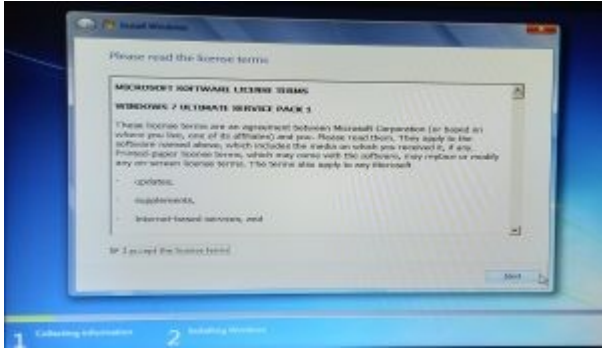 Install Windows
Please read the license terms
MICROSOFT SOFTWARE LICENSE TERMS
WINDOWS 7 ULTIMATE SERVICE PACK 1
These license terms are an agreement between Microsoft Corporation (or based on
where you live, one of its affiliates) and you. Please read them. They apply to the
software named above, which includes the media on which you received it, if any.
Printed-paper license terms, which may come with the software, may replace or modify
any on-screen license terms. The terms also apply to any Microsoft
· updates,
· supplements,
· Internet-based services, and
I accept the license terms
Next
1 Collecting information
2 Installing Windows